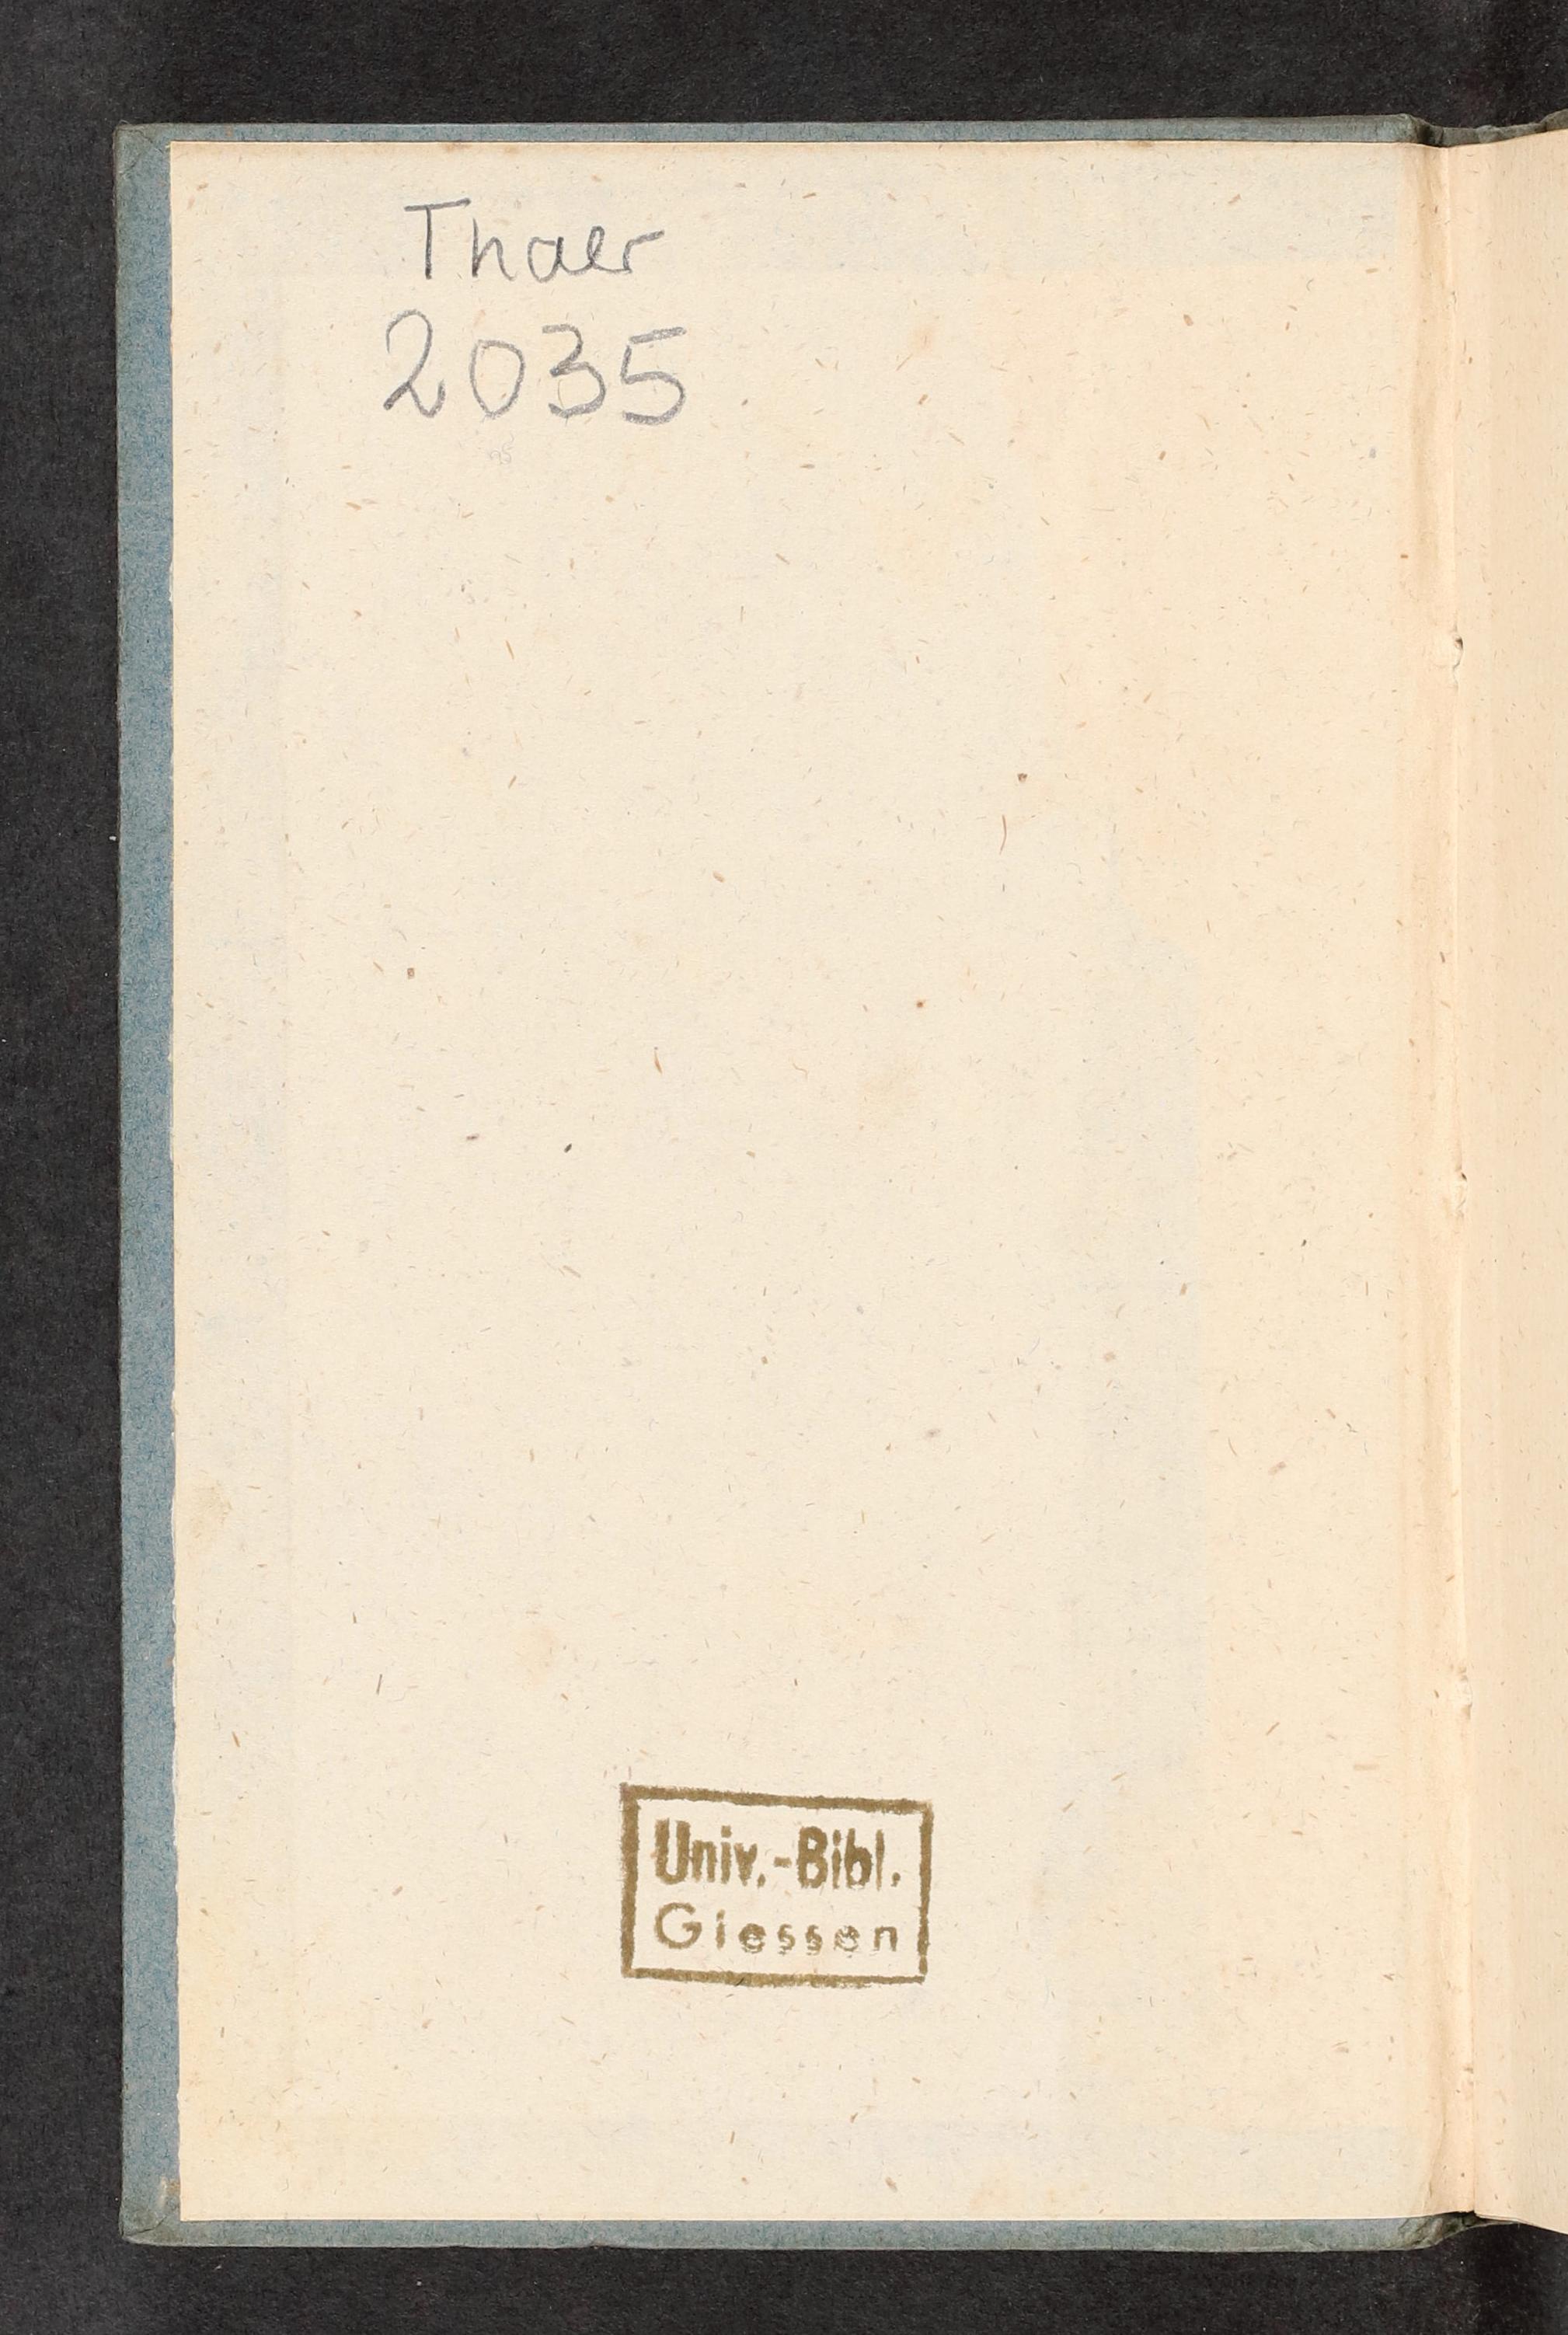 Thaer
2035
Univ.-Bibl.
Giessen